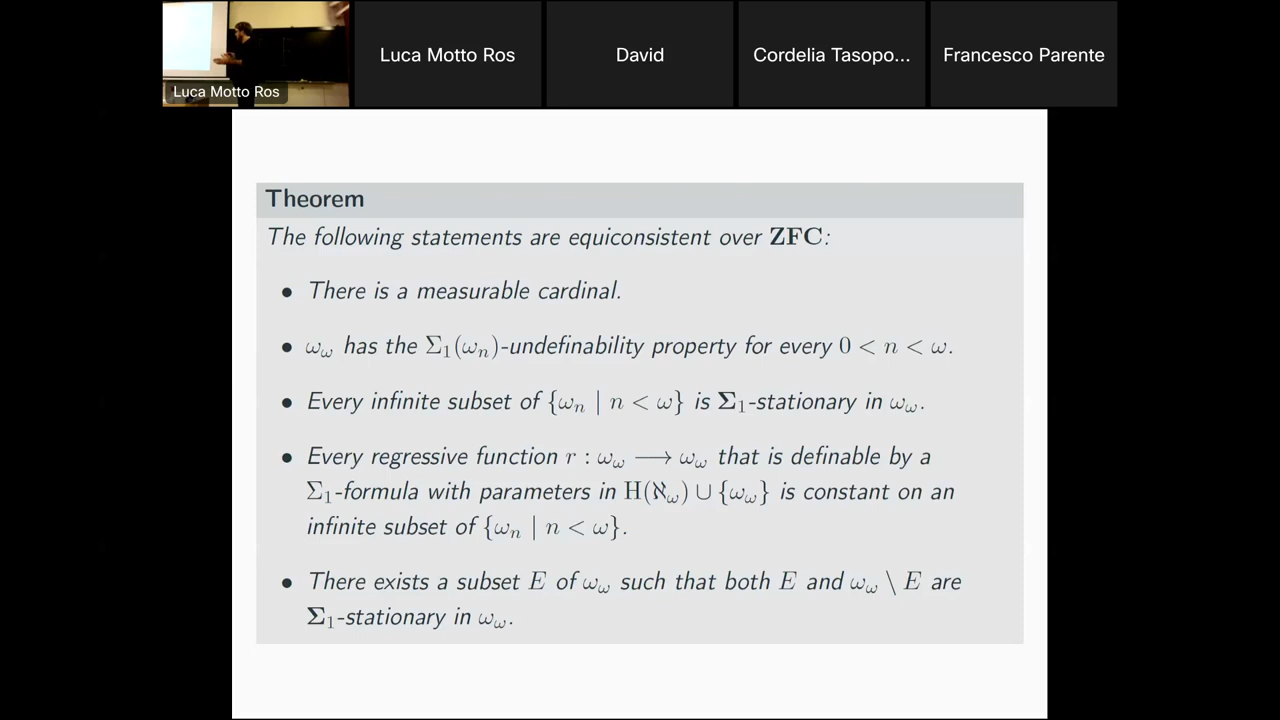 Luca Motto Ros
Luca Motto Ros
David
Cordelia Tasopo...
Francesco Parente
Theorem
The following statements are equiconsistent over ZFC:
• There is a measurable cardinal.
• ω_ω has the Σ₁(ω_n)-undefinability property for every 0 < n < ω.
• Every infinite subset of {ω_n | n < ω} is Σ₁-stationary in ω_ω.
• Every regressive function r : ω_ω ⟶ ω_ω that is definable by a
Σ₁-formula with parameters in H(ℵ_ω) ∪ {ω_ω} is constant on an
infinite subset of {ω_n | n < ω}.
• There exists a subset E of ω_ω such that both E and ω_ω \ E are
Σ₁-stationary in ω_ω.